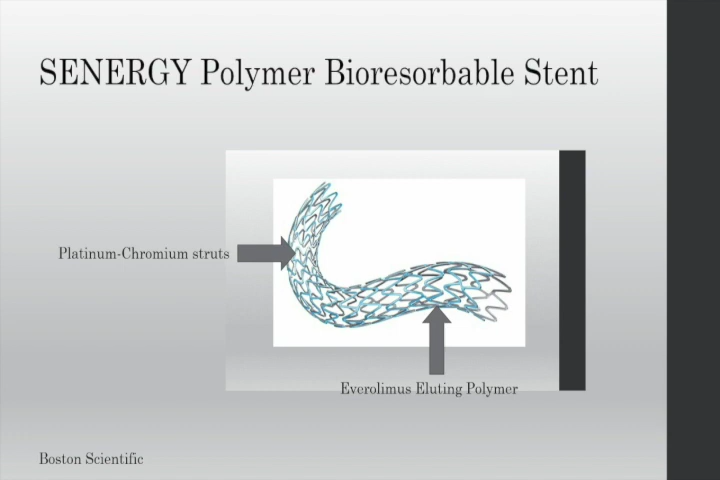 SENERGY Polymer Bioresorbable Stent
Platinum-Chromium struts
Everolimus Eluting Polymer
Boston Scientific